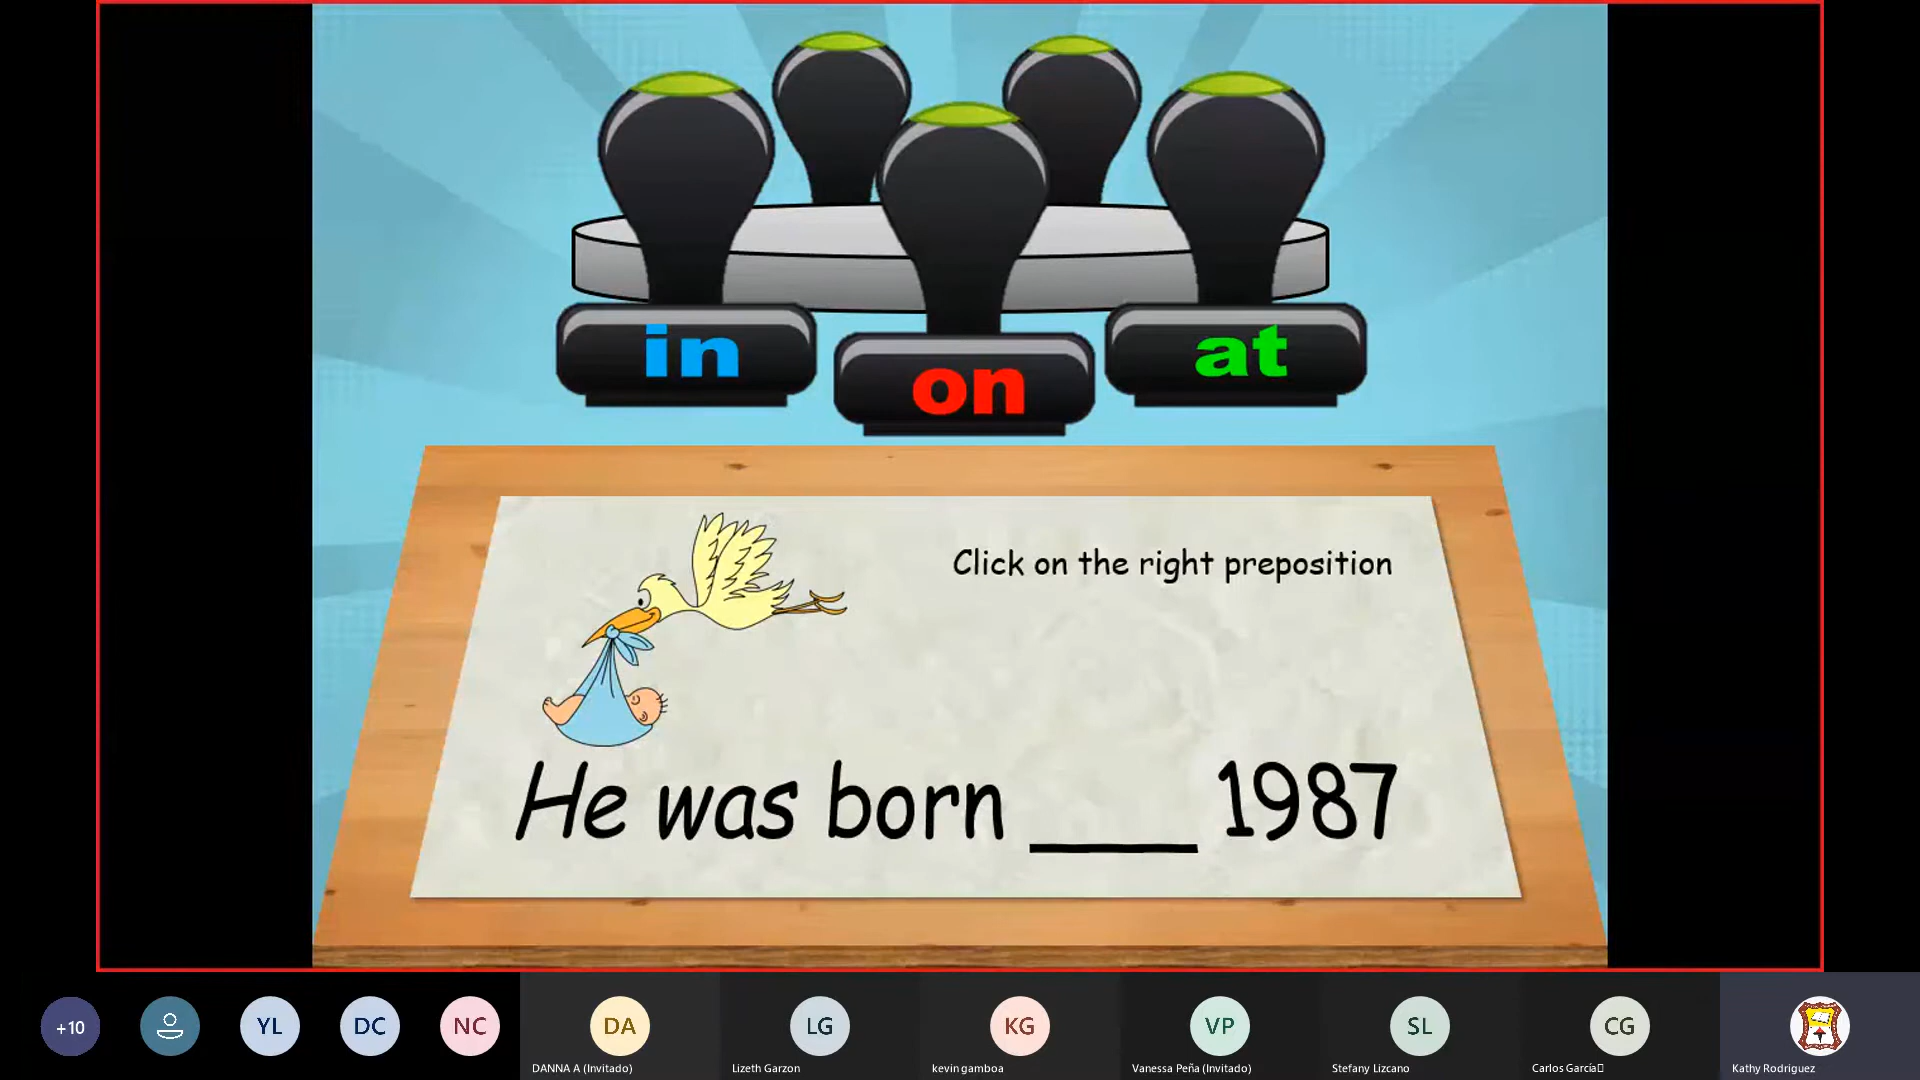 in
on
at
Click on the right preposition
He was born ____ 1987
+10
YL
DC
NC
DA
LG
KG
VP
SL
CG
DANNA A (Invitado)
Lizeth Garzon
kevin gamboa
Vanessa Peña (Invitado)
Stefany Lizcano
Carlos García
Kathy Rodriguez